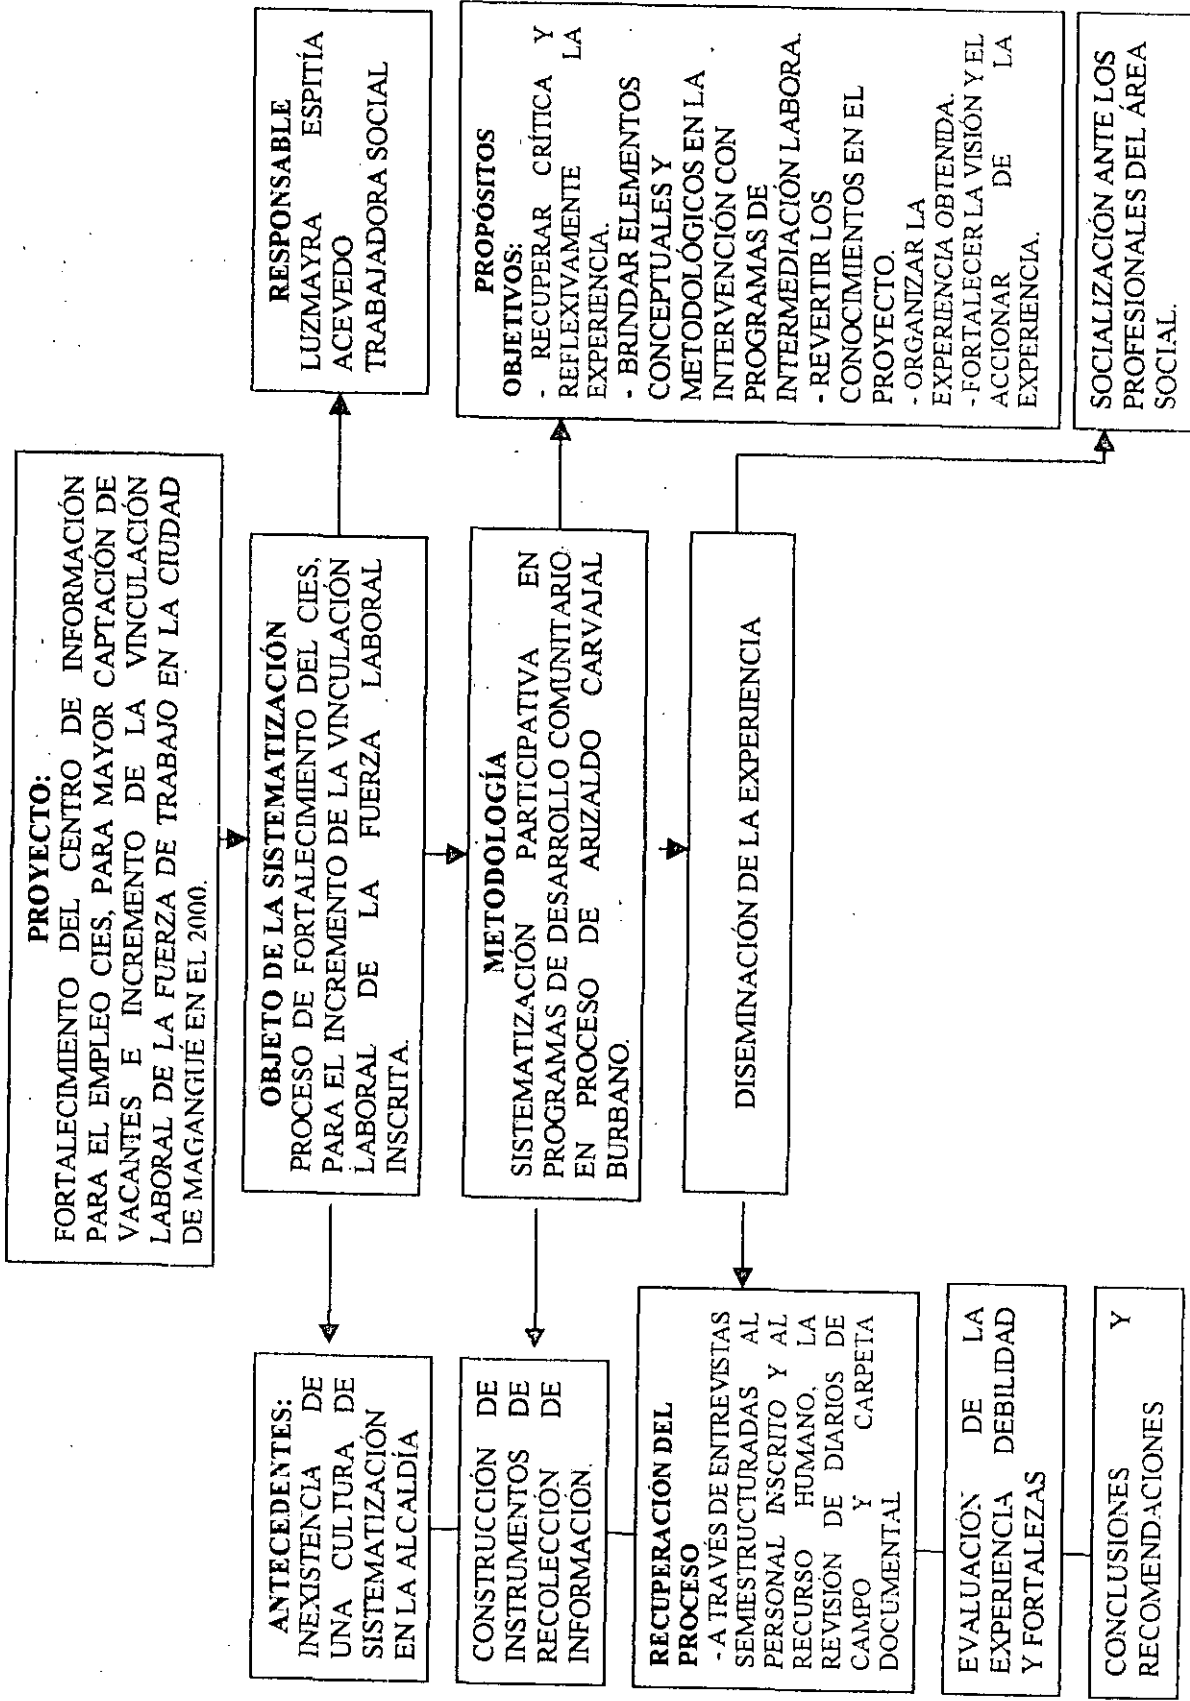 PROYECTO:
FORTALECIMIENTO DEL CENTRO DE INFORMACIÓN
PARA EL EMPLEO CIES, PARA MAYOR CAPTACIÓN DE
VACANTES E INCREMENTO DE LA VINCULACIÓN
LABORAL DE LA FUERZA DE TRABAJO EN LA CIUDAD
DE MAGANGUÉ EN EL 2000.
ANTECEDENTES:
INEXISTENCIA DE
UNA CULTURA DE
SISTEMATIZACIÓN
EN LA ALCALDÍA
OBJETO DE LA SISTEMATIZACIÓN
PROCESO DE FORTALECIMIENTO DEL CIES,
PARA EL INCREMENTO DE LA VINCULACIÓN
LABORAL DE LA FUERZA LABORAL
INSCRITA.
RESPONSABLE
LUZMAYRA ESPITÍA
ACEVEDO
TRABAJADORA SOCIAL
CONSTRUCCIÓN DE
INSTRUMENTOS DE
RECOLECCIÓN DE
INFORMACIÓN.
METODOLOGÍA
SISTEMATIZACIÓN PARTICIPATIVA EN
PROGRAMAS DE DESARROLLO COMUNITARIO
EN PROCESO DE ARIZALDO CARVAJAL
BURBANO.
PROPÓSITOS
OBJETIVOS:
- RECUPERAR CRÍTICA Y
REFLEXIVAMENTE LA
EXPERIENCIA.
- BRINDAR ELEMENTOS
CONCEPTUALES Y
METODOLÓGICOS EN LA
INTERVENCIÓN CON
PROGRAMAS DE
INTERMEDIACIÓN LABORA.
- REVERTIR LOS
CONOCIMIENTOS EN EL
PROYECTO.
- ORGANIZAR LA
EXPERIENCIA OBTENIDA.
- FORTALECER LA VISIÓN Y EL
ACCIONAR DE LA
EXPERIENCIA.
RECUPERACIÓN DEL
PROCESO
- A TRAVÉS DE ENTREVISTAS
SEMIESTRUCTURADAS AL
PERSONAL INSCRITO Y AL
RECURSO HUMANO, LA
REVISIÓN DE DIARIOS DE
CAMPO Y CARPETA
DOCUMENTAL
DISEMINACIÓN DE LA EXPERIENCIA
SOCIALIZACIÓN ANTE LOS
PROFESIONALES DEL ÁREA
SOCIAL.
EVALUACIÓN DE LA
EXPERIENCIA DEBILIDAD
Y FORTALEZAS
CONCLUSIONES Y
RECOMENDACIONES